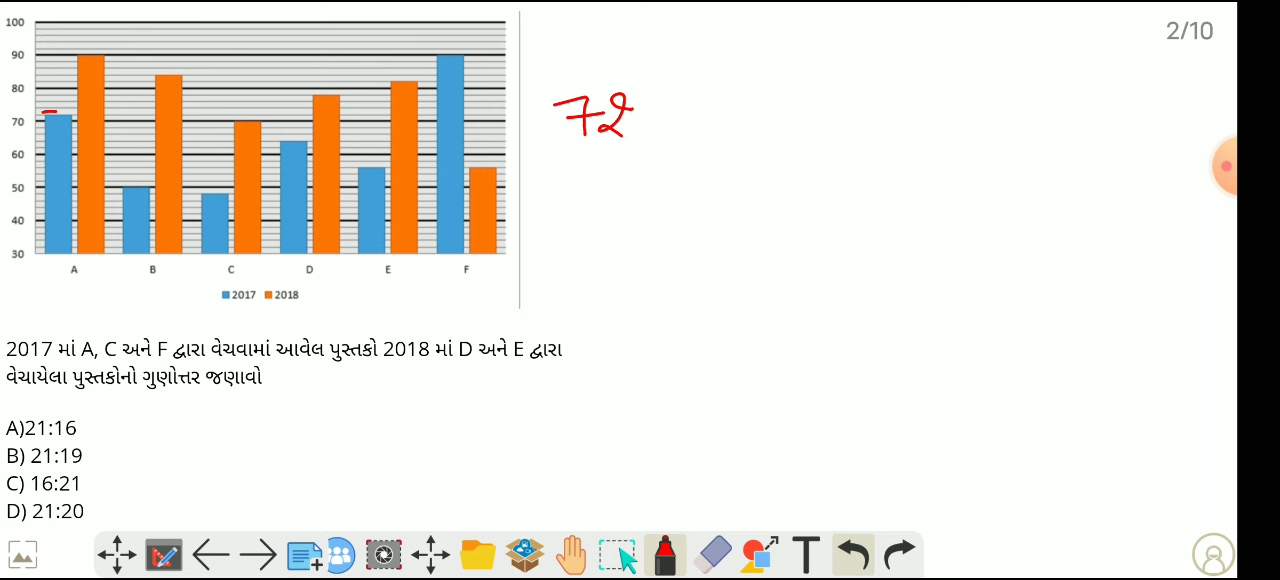 100
90
80
70
60
50
40
30
A B C D E F
2017 2018
72
2/10
2017 માં A, C અને F દ્વારા વેચવામાં આવેલ પુસ્તકો 2018 માં D અને E દ્વારા
વેચાયેલા પુસ્તકોનો ગુણોત્તર જણાવો
A)21:16
B) 21:19
C) 16:21
D) 21:20
T